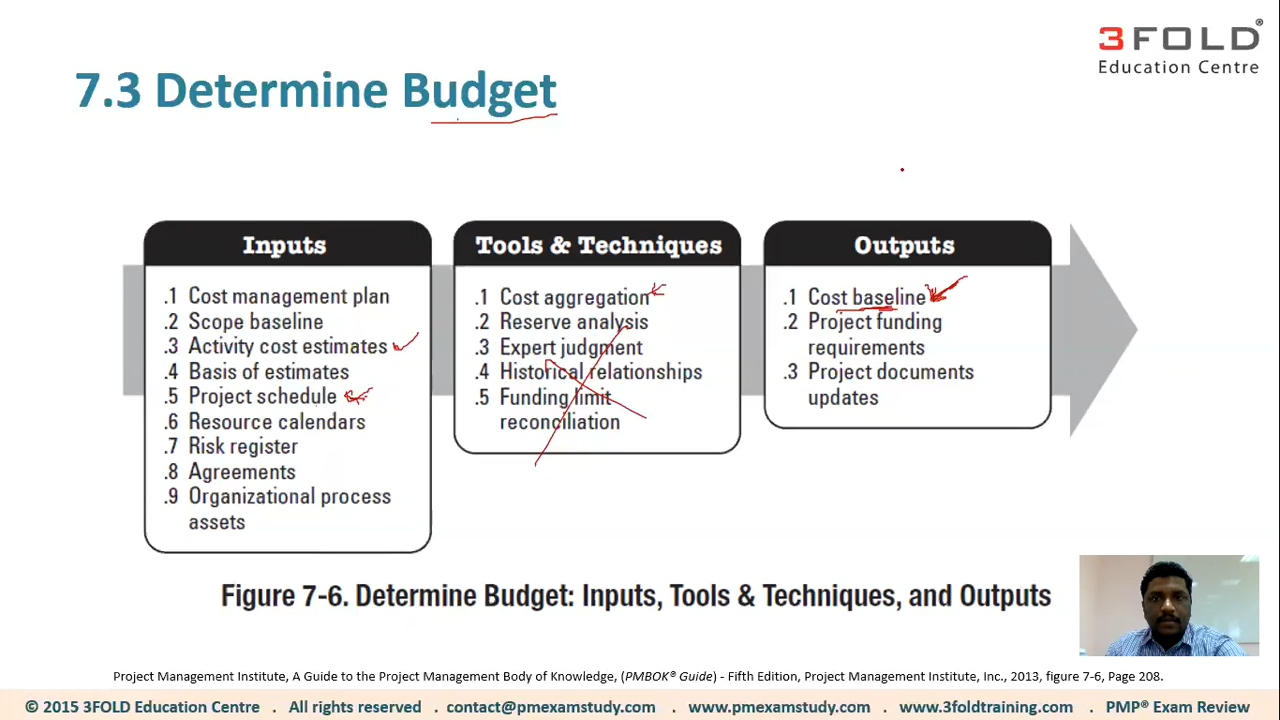 3FOLD®
Education Centre
7.3 Determine Budget
Inputs
.1 Cost management plan
.2 Scope baseline
.3 Activity cost estimates
.4 Basis of estimates
.5 Project schedule
.6 Resource calendars
.7 Risk register
.8 Agreements
.9 Organizational process
assets
Tools & Techniques
.1 Cost aggregation
.2 Reserve analysis
.3 Expert judgment
.4 Historical relationships
.5 Funding limit
reconciliation
Outputs
.1 Cost baseline
.2 Project funding
requirements
.3 Project documents
updates
Figure 7-6. Determine Budget: Inputs, Tools & Techniques, and Outputs
Project Management Institute, A Guide to the Project Management Body of Knowledge, (PMBOK® Guide) - Fifth Edition, Project Management Institute, Inc., 2013, figure 7-6, Page 208.
© 2015 3FOLD Education Centre . All rights reserved . contact@pmexamstudy.com . www.pmexamstudy.com . www.3foldtraining.com . PMP® Exam Review